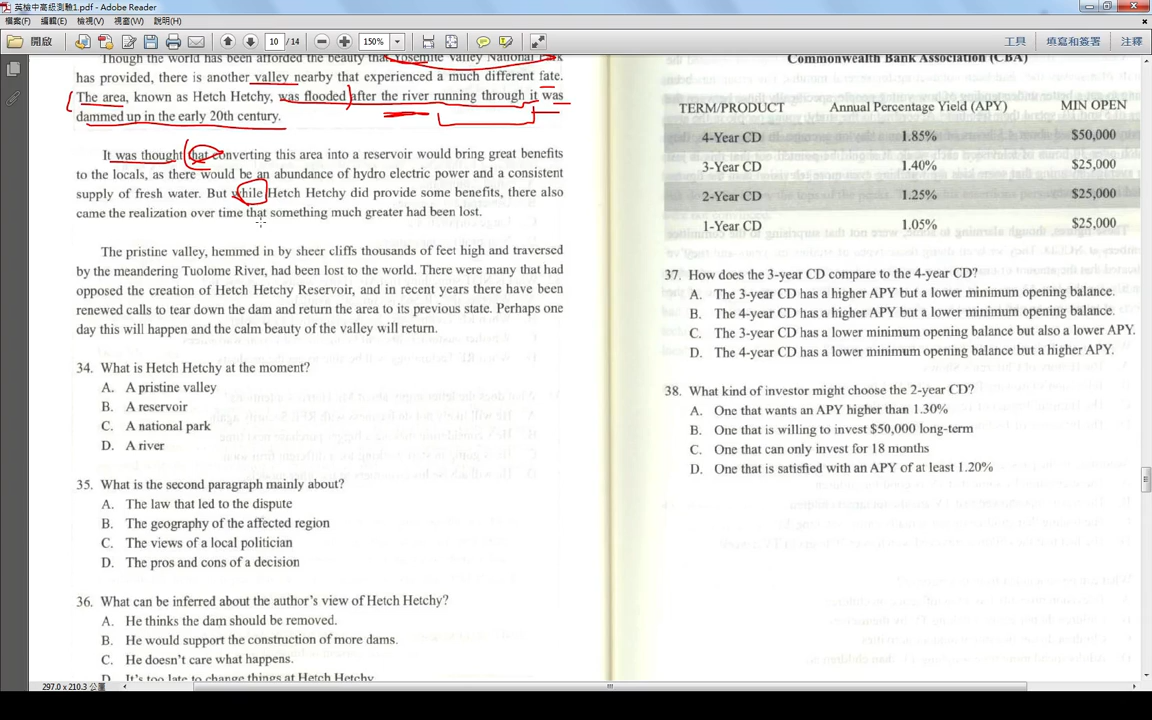 英檢中高級測驗1.pdf - Adobe Reader
檔案(F) 編輯(E) 檢視(V) 視窗(W) 說明(H)
開啟 10 / 14 150% 工具 填寫和簽署 註釋
Though the world has been afforded the beauty that Yosemite Valley National Park
has provided, there is another valley nearby that experienced a much different fate.
The area, known as Hetch Hetchy, was flooded after the river running through it was
dammed up in the early 20th century.
It was thought that converting this area into a reservoir would bring great benefits
to the locals, as there would be an abundance of hydro electric power and a consistent
supply of fresh water. But while Hetch Hetchy did provide some benefits, there also
came the realization over time that something much greater had been lost.
The pristine valley, hemmed in by sheer cliffs thousands of feet high and traversed
by the meandering Tuolome River, had been lost to the world. There were many that had
opposed the creation of Hetch Hetchy Reservoir, and in recent years there have been
renewed calls to tear down the dam and return the area to its previous state. Perhaps one
day this will happen and the calm beauty of the valley will return.
34. What is Hetch Hetchy at the moment?
A. A pristine valley
B. A reservoir
C. A national park
D. A river
35. What is the second paragraph mainly about?
A. The law that led to the dispute
B. The geography of the affected region
C. The views of a local politician
D. The pros and cons of a decision
36. What can be inferred about the author's view of Hetch Hetchy?
A. He thinks the dam should be removed.
B. He would support the construction of more dams.
C. He doesn't care what happens.
D. It's too late to change things at Hetch Hetchy
Commonwealth Bank Association (CBA)
TERM/PRODUCT Annual Percentage Yield (APY) MIN OPEN
4-Year CD 1.85% $50,000
3-Year CD 1.40% $25,000
2-Year CD 1.25% $25,000
1-Year CD 1.05% $25,000
37. How does the 3-year CD compare to the 4-year CD?
A. The 3-year CD has a higher APY but a lower minimum opening balance.
B. The 4-year CD has a higher APY but a lower minimum opening balance.
C. The 3-year CD has a lower minimum opening balance but also a lower APY.
D. The 4-year CD has a lower minimum opening balance but a higher APY.
38. What kind of investor might choose the 2-year CD?
A. One that wants an APY higher than 1.30%
B. One that is willing to invest $50,000 long-term
C. One that can only invest for 18 months
D. One that is satisfied with an APY of at least 1.20%
297.0 x 210.3 公釐